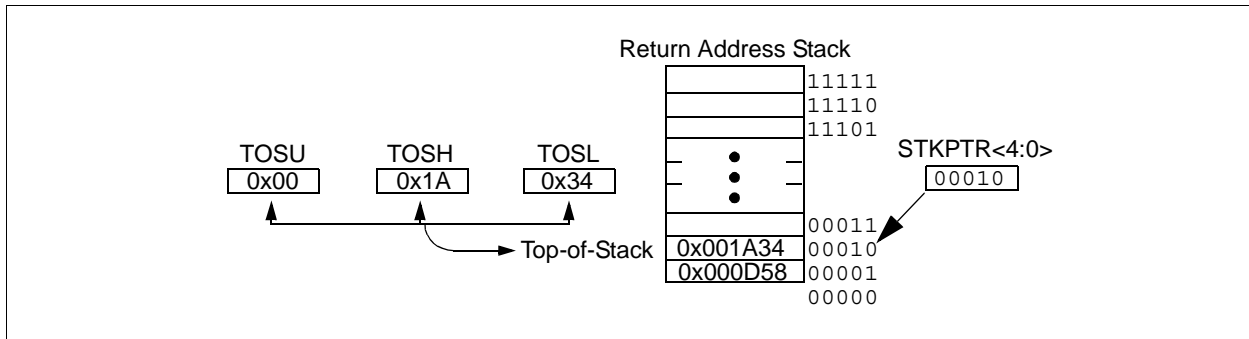 Return Address Stack
11111
11110
11101
TOSU TOSH TOSL
STKPTR<4:0>
0x00 0x1A 0x34
00010
00011
Top-of-Stack 0x001A34 00010
0x000D58 00001
00000